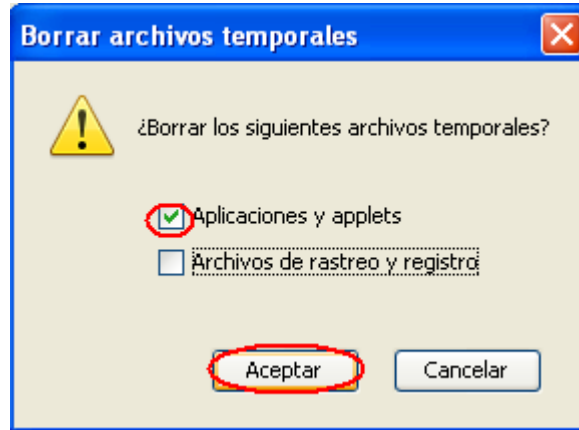 Borrar archivos temporales
¿Borrar los siguientes archivos temporales?
Aplicaciones y applets
Archivos de rastreo y registro
Aceptar Cancelar